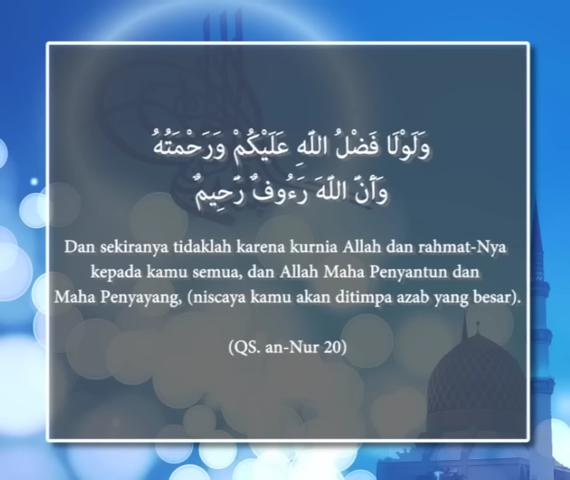 وَلَوْلَا فَضْلُ اللَّهِ عَلَيْكُمْ وَرَحْمَتُهُ
وَأَنَّ اللَّهَ رَءُوفٌ رَّحِيمٌ
Dan sekiranya tidaklah karena kurnia Allah dan rahmat-Nya
kepada kamu semua, dan Allah Maha Penyantun dan
Maha Penyayang, (niscaya kamu akan ditimpa azab yang besar).
(QS. an-Nur 20)